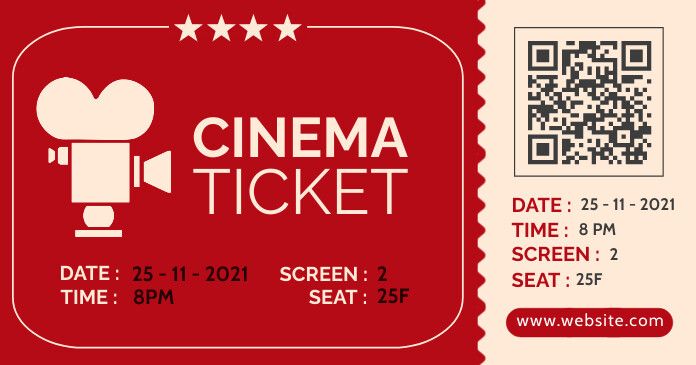 CINEMA
TICKET
DATE : 25 - 11 - 2021
TIME : 8PM
SCREEN : 2
SEAT : 25F
DATE : 25 - 11 - 2021
TIME : 8 PM
SCREEN : 2
SEAT : 25F
www.website.com